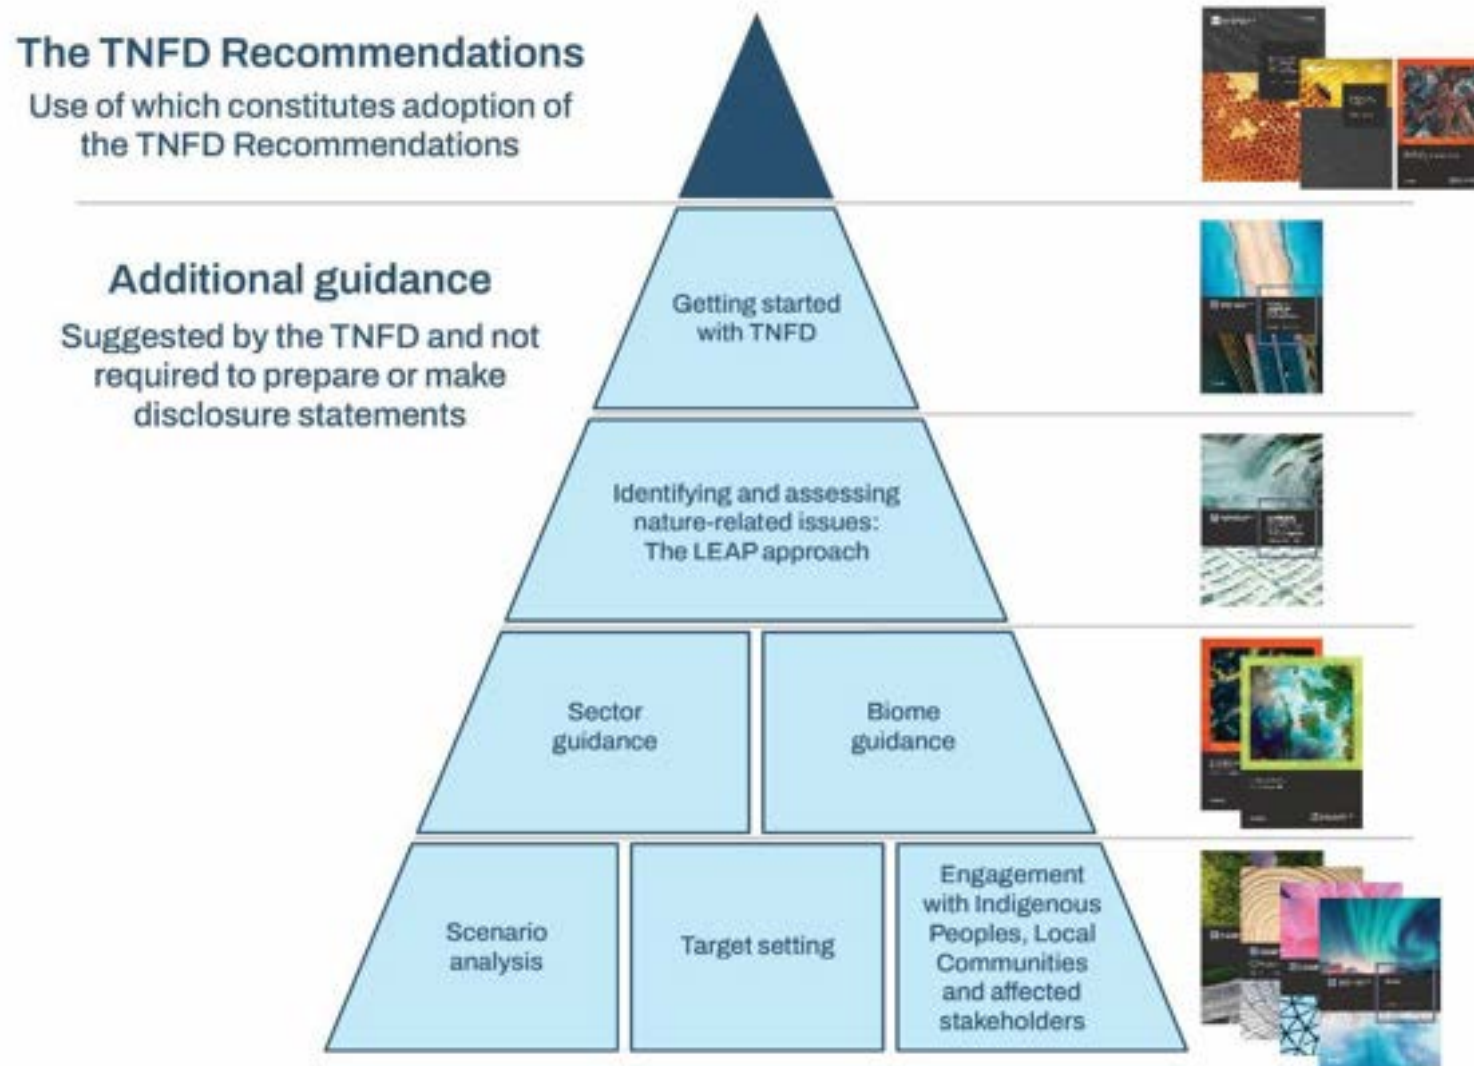 The TNFD Recommendations
Use of which constitutes adoption of
the TNFD Recommendations
Additional guidance
Suggested by the TNFD and not
required to prepare or make
disclosure statements
Getting started
with TNFD
Identifying and assessing
nature-related issues:
The LEAP approach
Sector
guidance
Biome
guidance
Scenario
analysis
Target setting
Engagement
with Indigenous
Peoples, Local
Communities
and affected
stakeholders